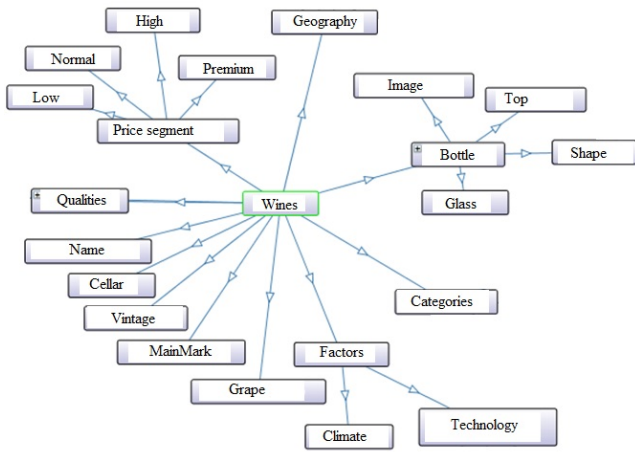 High
Geography
Normal
Premium
Image
Low
Top
Price segment
Bottle
Shape
Qualities
Wines
Glass
Name
Cellar
Categories
Vintage
MainMark
Factors
Grape
Technology
Climate